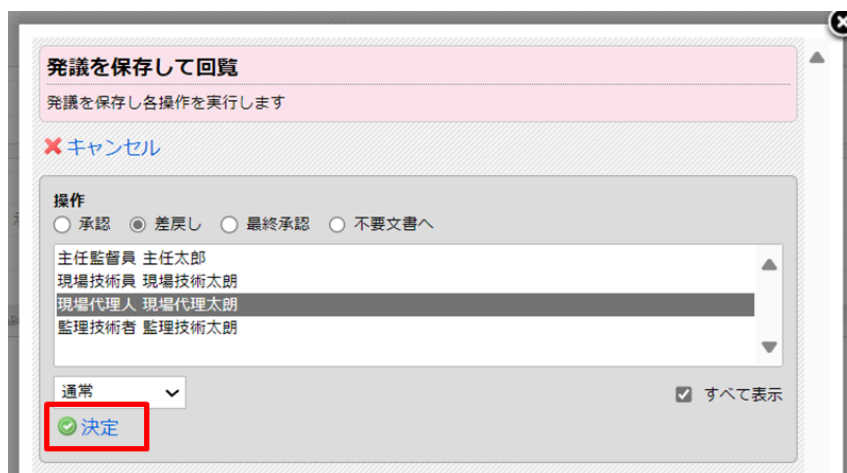 発議を保存して回覧
発議を保存し各操作を実行します
キャンセル
操作
承認 差戻し 最終承認 不要文書へ
主任監督員 主任太郎
現場技術員 現場技術太朗
現場代理人 現場代理太朗
監理技術者 監理技術太朗
通常 すべて表示
決定